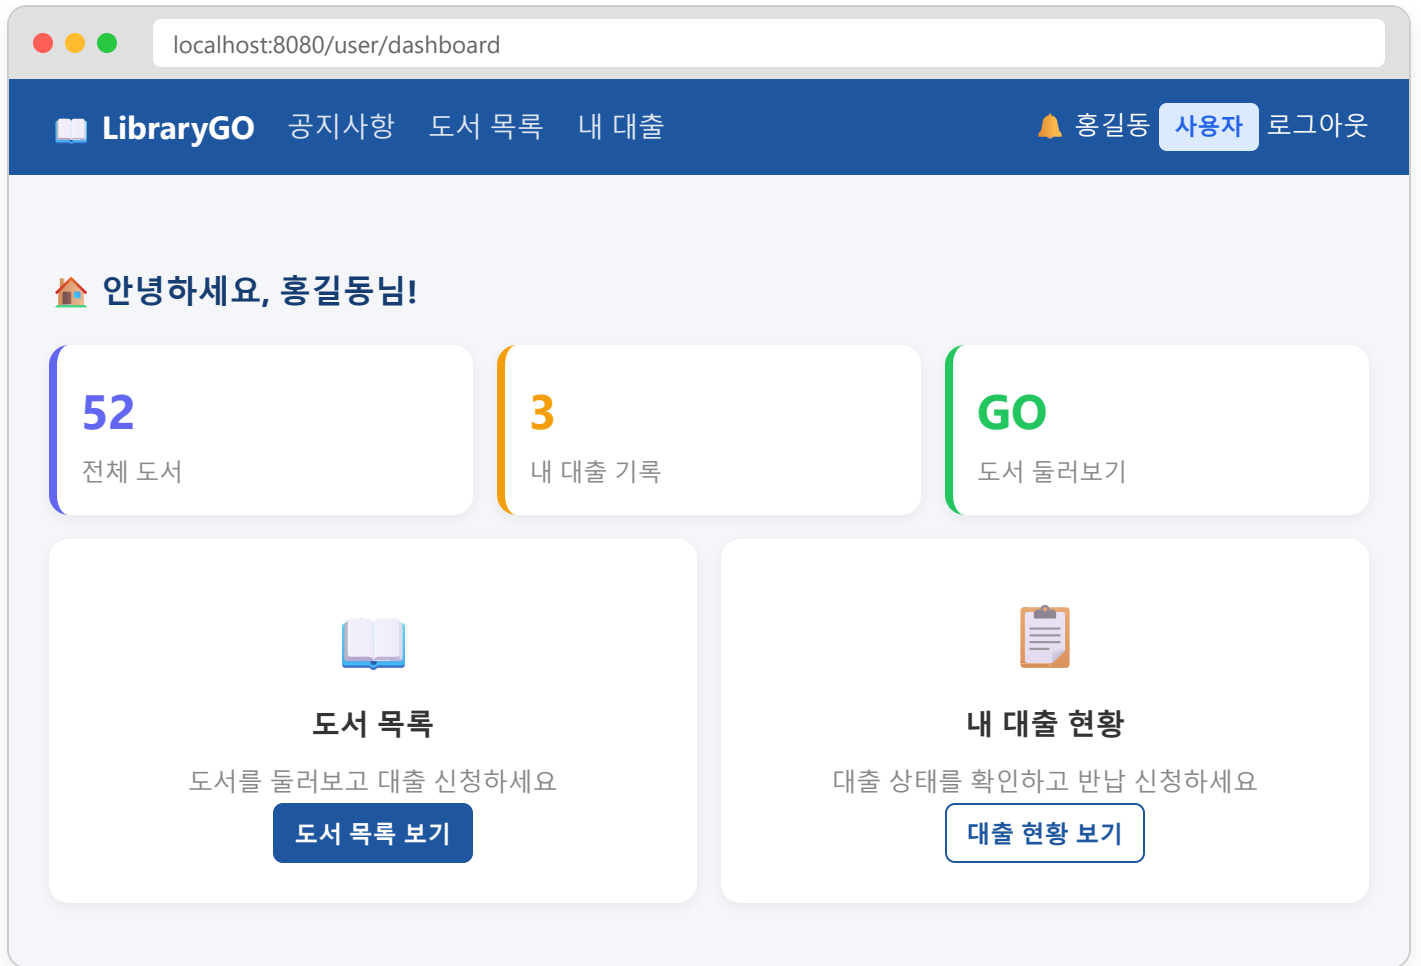 localhost:8080/user/dashboard
LibraryGO 공지사항 도서 목록 내 대출 홍길동 사용자 로그아웃
안녕하세요, 홍길동님!
52
전체 도서
3
내 대출 기록
GO
도서 둘러보기
도서 목록
도서를 둘러보고 대출 신청하세요
도서 목록 보기
내 대출 현황
대출 상태를 확인하고 반납 신청하세요
대출 현황 보기